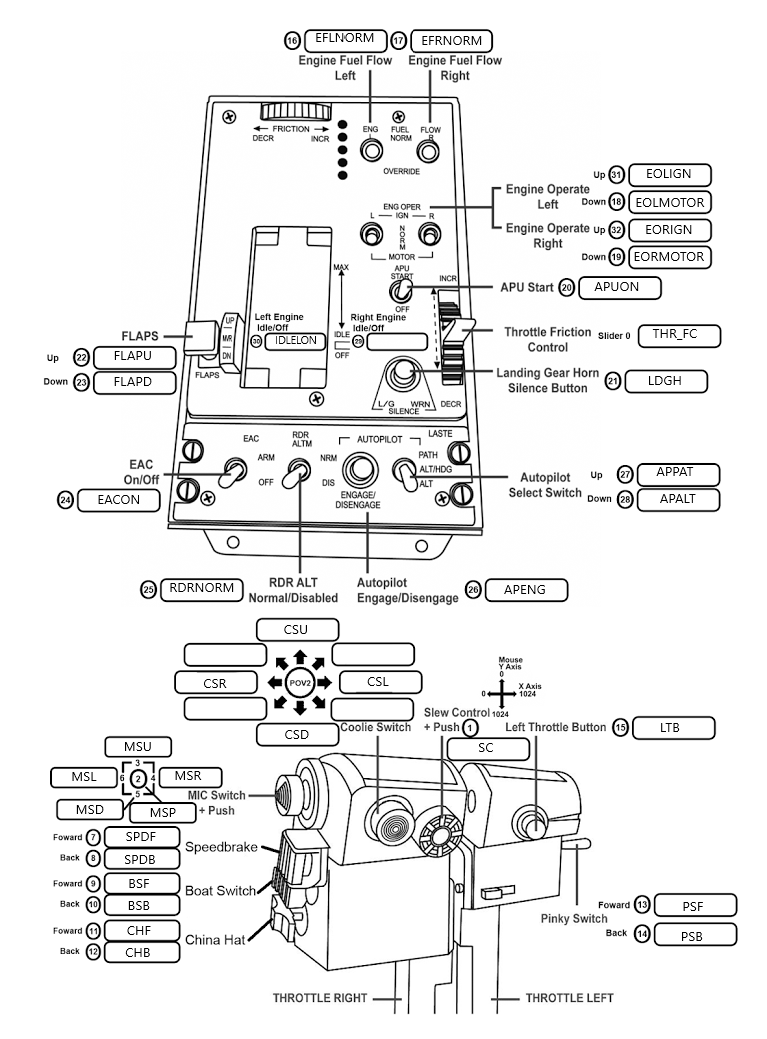 16 EFLNORM 17 EFRNORM
Engine Fuel Flow Left
Engine Fuel Flow Right
FRICTION
DECR INCR
ENG L
FUEL NORM
FLOW R
OVERRIDE
Up 31 EOLIGN
Engine Operate Left
Down 18 EOLMOTOR
Engine Operate Right
Up 32 EORIGN
Down 19 EORMOTOR
ENG OPER
L IGN R
NORM
MOTOR
APU START
OFF
APU Start 20 APUON
MAX
IDLE
OFF
INCR
DECR
Left Engine Idle/Off
30 IDLELON
Right Engine Idle/Off
29
Throttle Friction Control
Slider 0 THR_FC
FLAPS
Up 22 FLAPU
Down 23 FLAPD
UP
MVR
DN
FLAPS
Landing Gear Horn Silence Button
21 LDGH
L/G WRN
SILENCE
EAC
RDR ALTM
AUTOPILOT
LASTE
ARM
OFF
NRM
DIS
PATH
ALT/HDG
ALT
ENGAGE/
DISENGAGE
EAC On/Off
24 EACON
Autopilot Select Switch
Up 27 APPAT
Down 28 APALT
25 RDRNORM
RDR ALT
Normal/Disabled
Autopilot
Engage/Disengage
26 APENG
CSU
CSR POV2 CSL
CSD
Coolie Switch
Mouse
Y Axis
0
0 X Axis
1024
1024
Slew Control
+ Push 1
SC
Left Throttle Button 15 LTB
MSU
3
MSL 6 2 4 MSR
5
MSD MSP
MIC Switch
+ Push
Foward 7 SPDF
Back 8 SPDB
Speedbrake
Foward 9 BSF
Back 10 BSB
Boat Switch
Foward 11 CHF
Back 12 CHB
China Hat
Pinky Switch
Foward 13 PSF
Back 14 PSB
THROTTLE RIGHT
THROTTLE LEFT